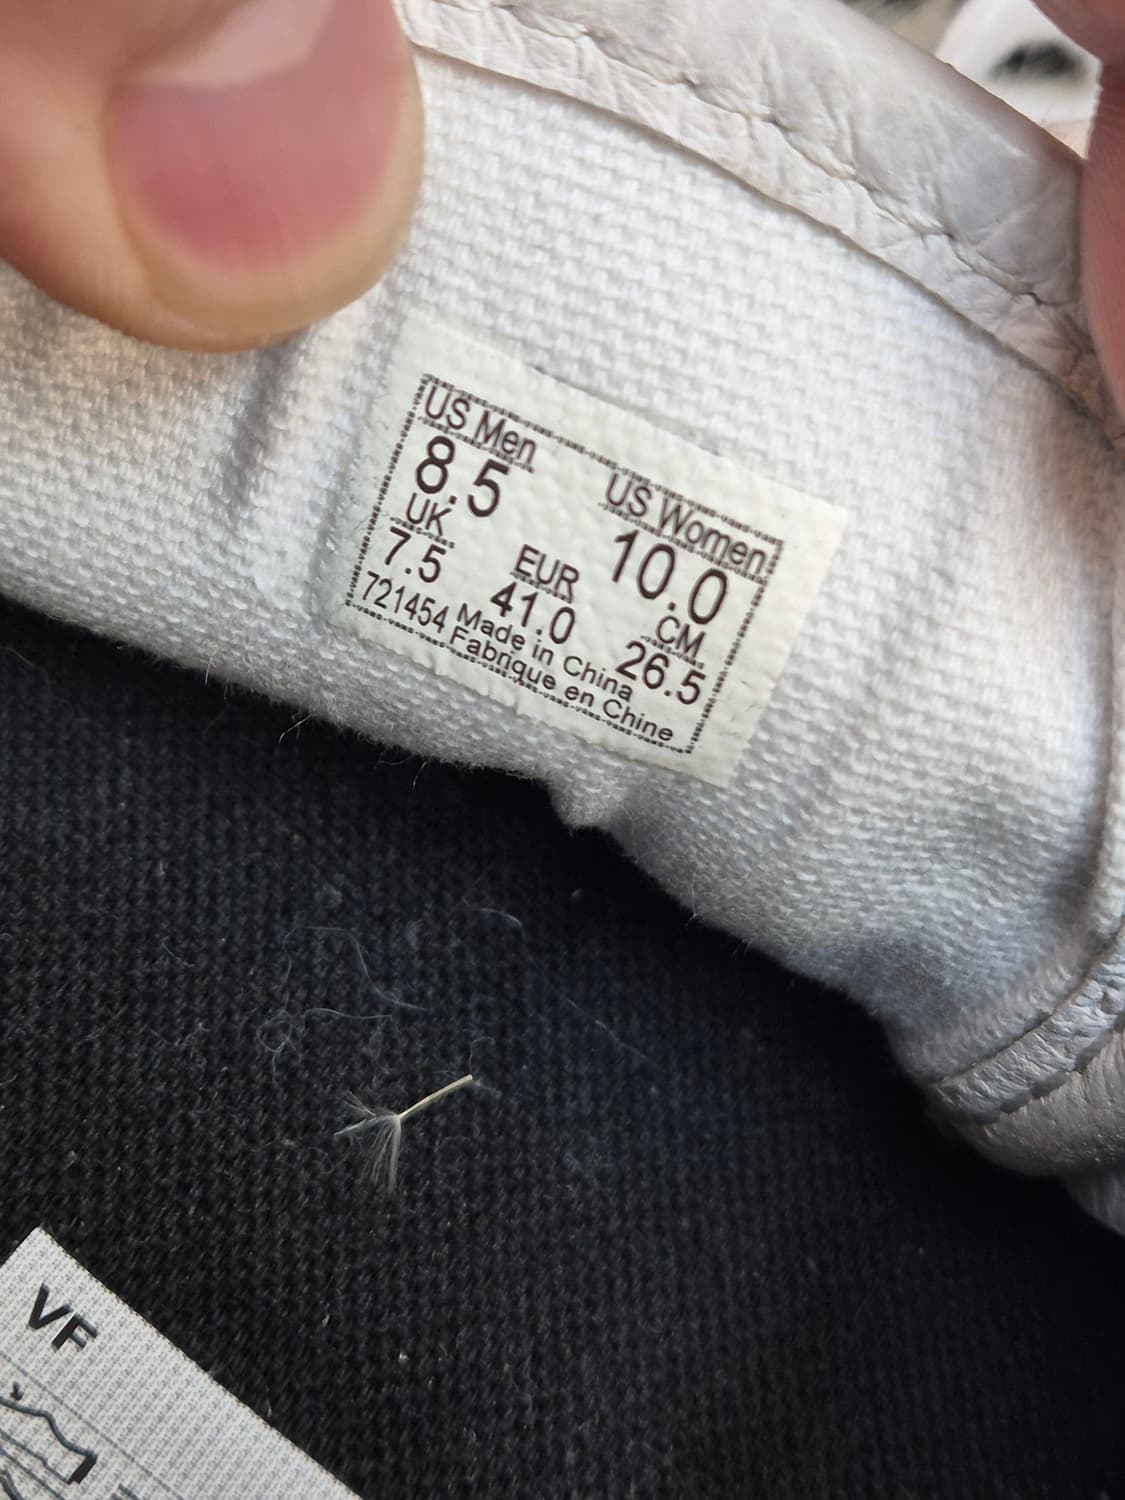 US Men
US Women
8.5
10.0
UK
EUR
CM
7.5
41.0
26.5
721454
Made in China
Fabrique en Chine
VF